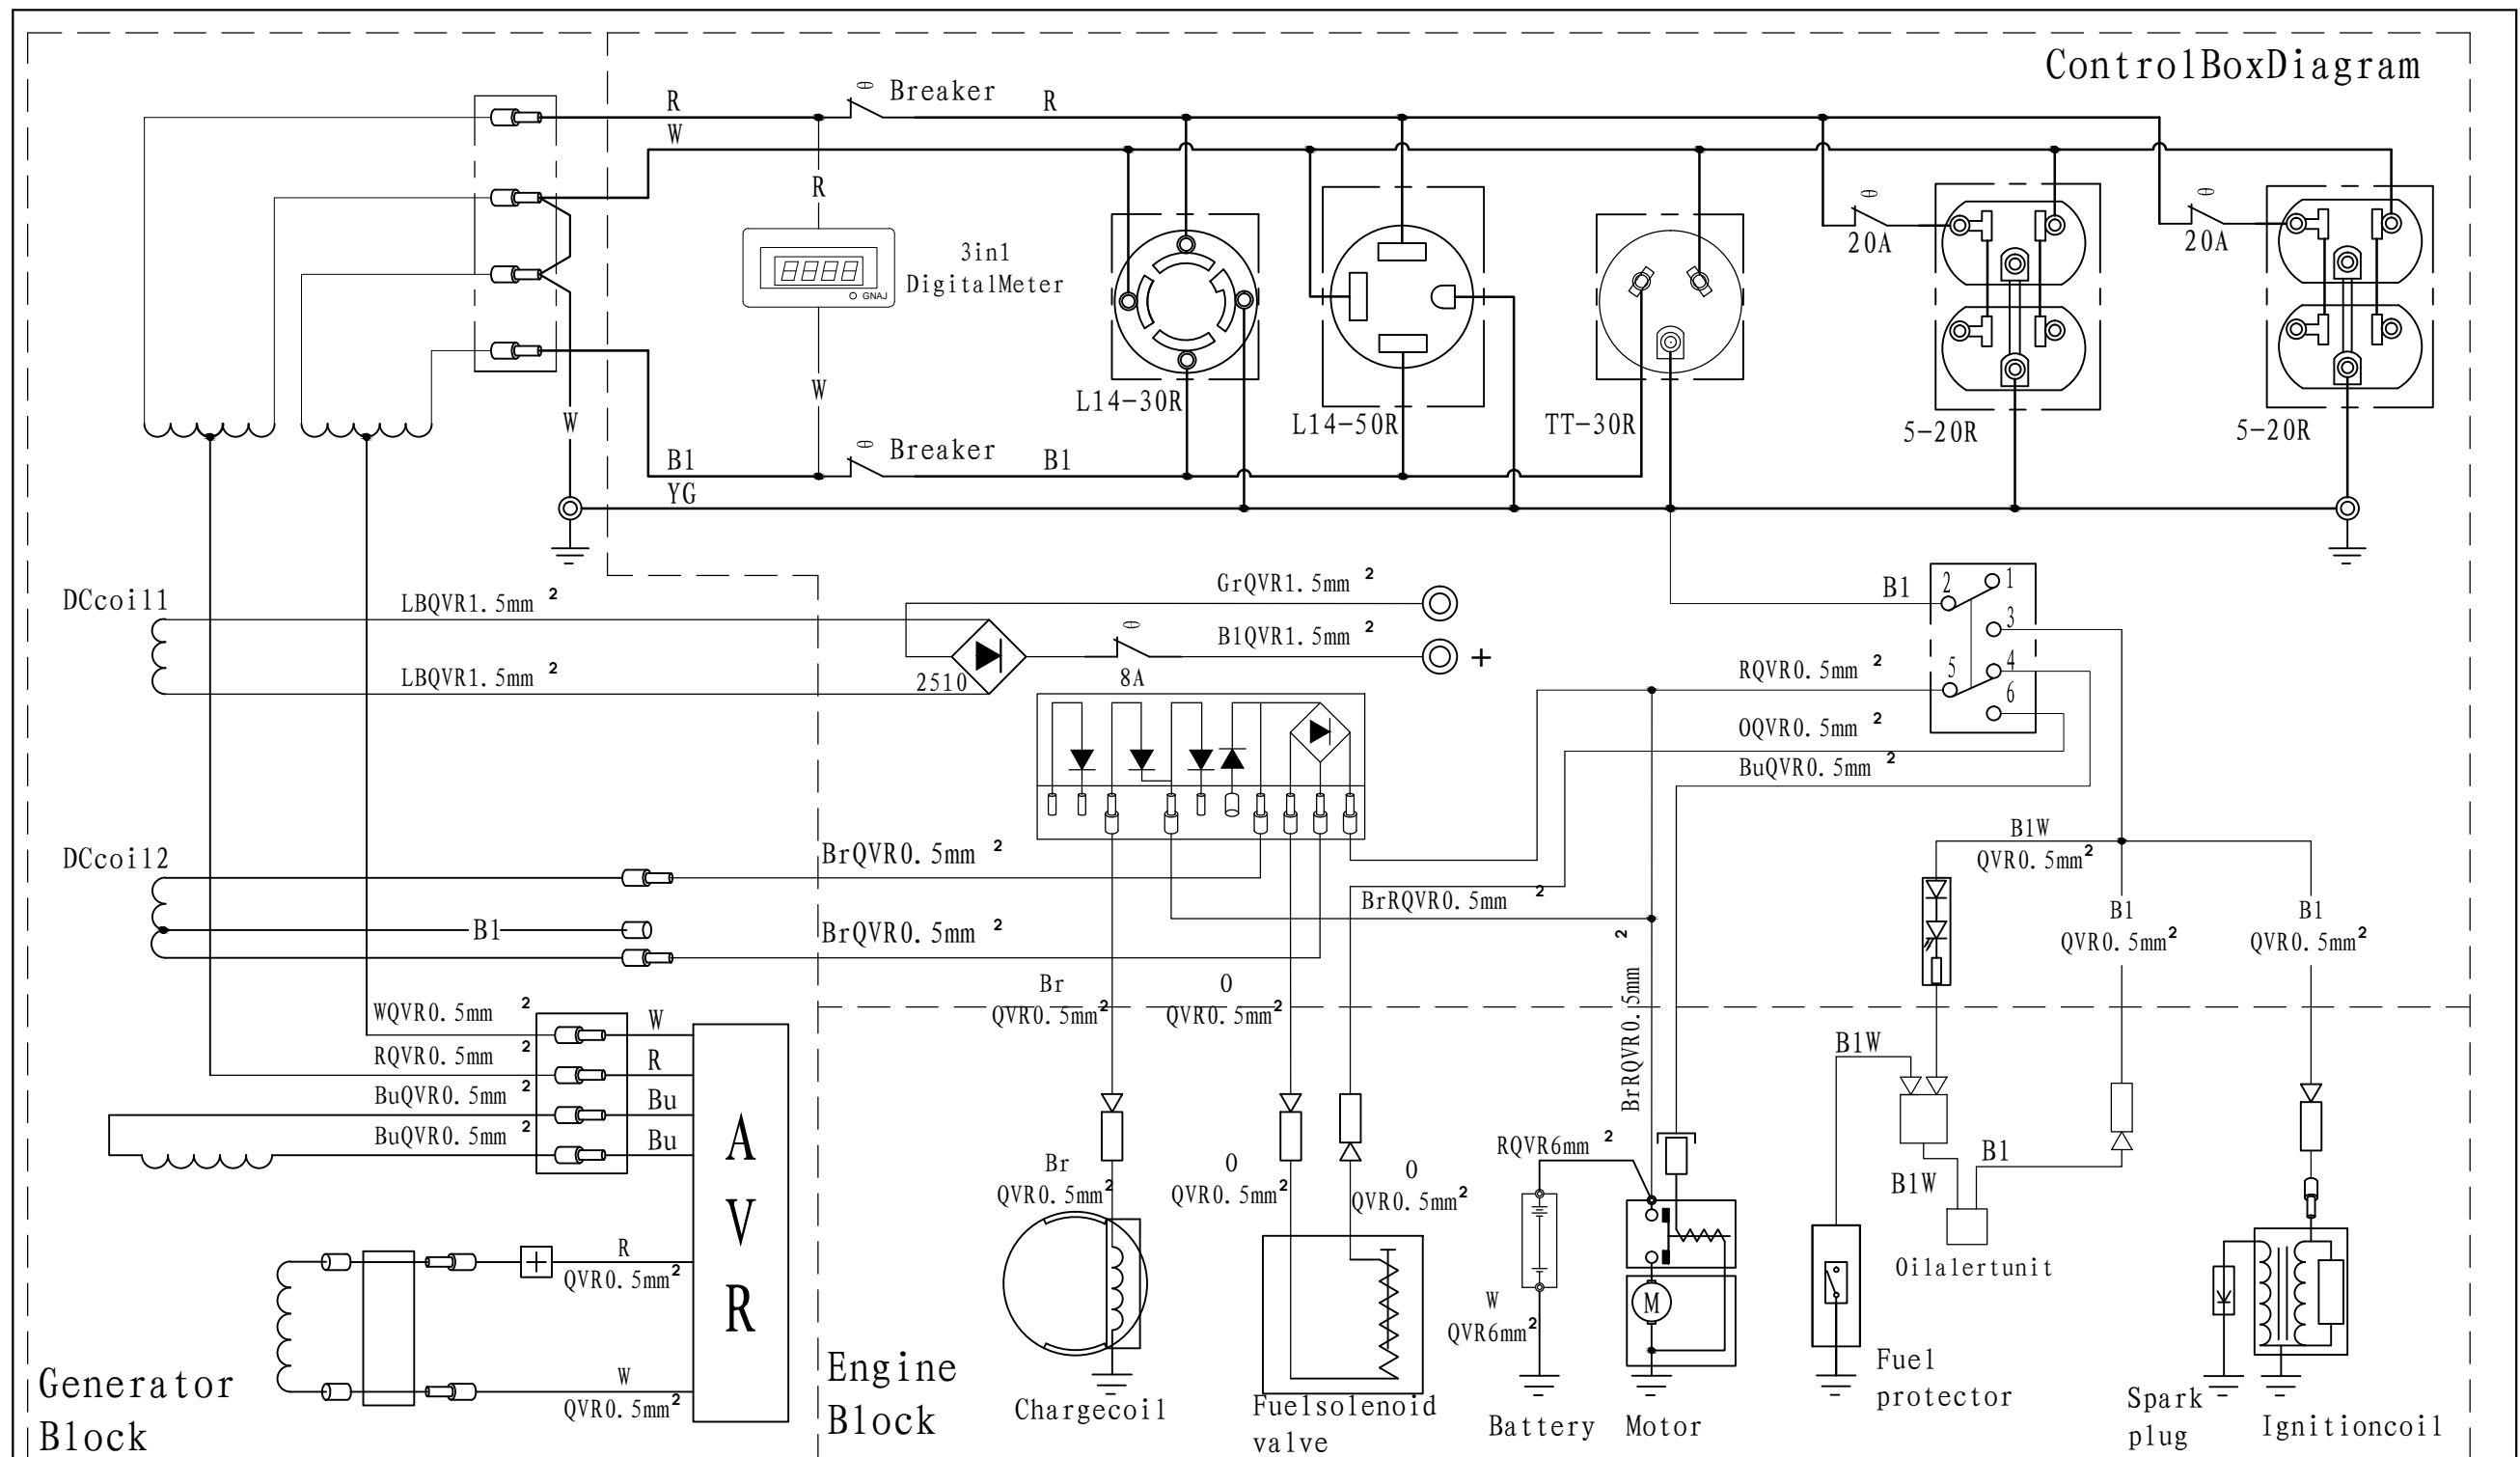 ControlBoxDiagram
R
Breaker
R
W
R
3in1
DigitalMeter
8888
GNAJ
20A
20A
W
L14-30R
L14-50R
TT-30R
5-20R
5-20R
W
B1
Breaker
B1
YG
DCcoil1
LBQVR1.5mm 2
GrQVR1.5mm 2
B1
2
1
3
B1QVR1.5mm 2
+
LBQVR1.5mm 2
2510
8A
RQVR0.5mm 2
5
4
6
OQVR0.5mm 2
BuQVR0.5mm 2
DCcoil2
BrQVR0.5mm 2
B1W
QVR0.5mm2
BrRQVR0.5mm 2
B1
BrQVR0.5mm 2
B1
QVR0.5mm2
B1
QVR0.5mm2
Br
QVR0.5mm2
O
QVR0.5mm2
BrRQVR0.5mm 2
WQVR0.5mm 2
W
RQVR0.5mm 2
R
BuQVR0.5mm 2
Bu
BuQVR0.5mm 2
Bu
A
V
R
B1W
B1
B1W
RQVR6mm 2
Br
QVR0.5mm2
O
QVR0.5mm2
O
QVR0.5mm2
R
QVR0.5mm2
+
W
QVR6mm2
M
Oilalertunit
W
QVR0.5mm2
Generator
Block
Engine
Block
Chargecoil
Fuelsolenoid
valve
Battery
Motor
Fuel
protector
Spark
plug
Ignitioncoil